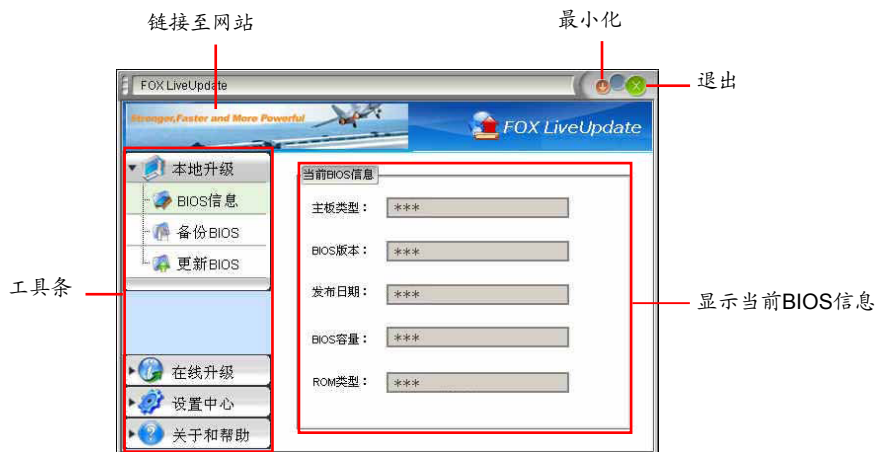 链接至网站
最小化
退出
FOX LiveUpdate
Stronger,Faster and More Powerful
FOX LiveUpdate
本地升级
BIOS信息
备份BIOS
更新BIOS
工具条
在线升级
设置中心
关于和帮助
当前BIOS信息
主板类型： ***
BIOS版本： ***
发布日期： ***
BIOS容量： ***
ROM类型： ***
显示当前BIOS信息